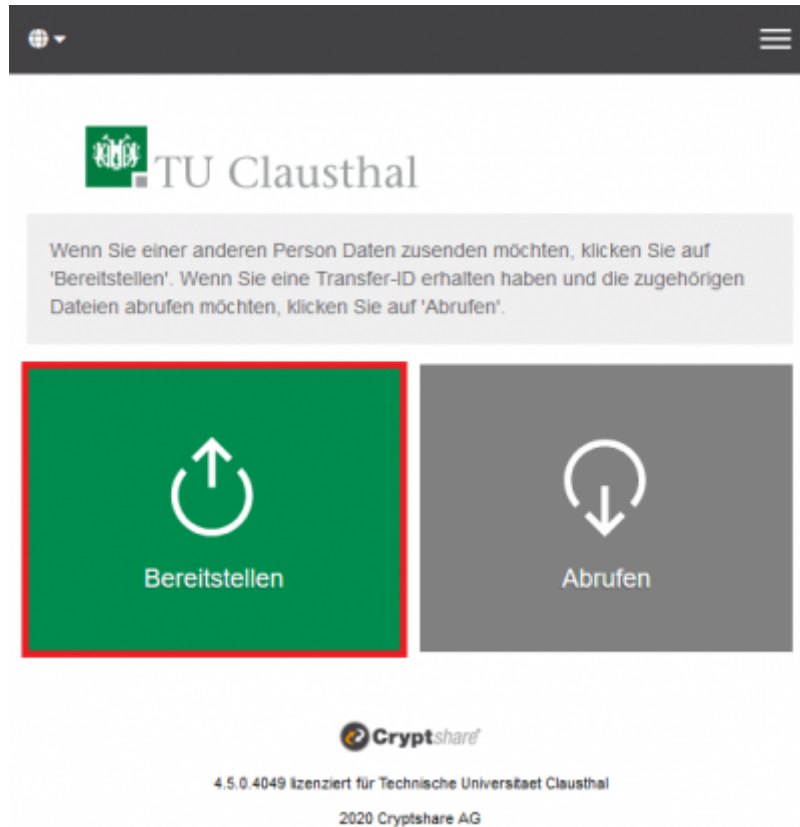 TU Clausthal
Wenn Sie einer anderen Person Daten zusenden möchten, klicken Sie auf
'Bereitstellen'. Wenn Sie eine Transfer-ID erhalten haben und die zugehörigen
Dateien abrufen möchten, klicken Sie auf 'Abrufen'.
Bereitstellen
Abrufen
Cryptshare
4.5.0.4049 lizenziert für Technische Universitaet Clausthal
2020 Cryptshare AG